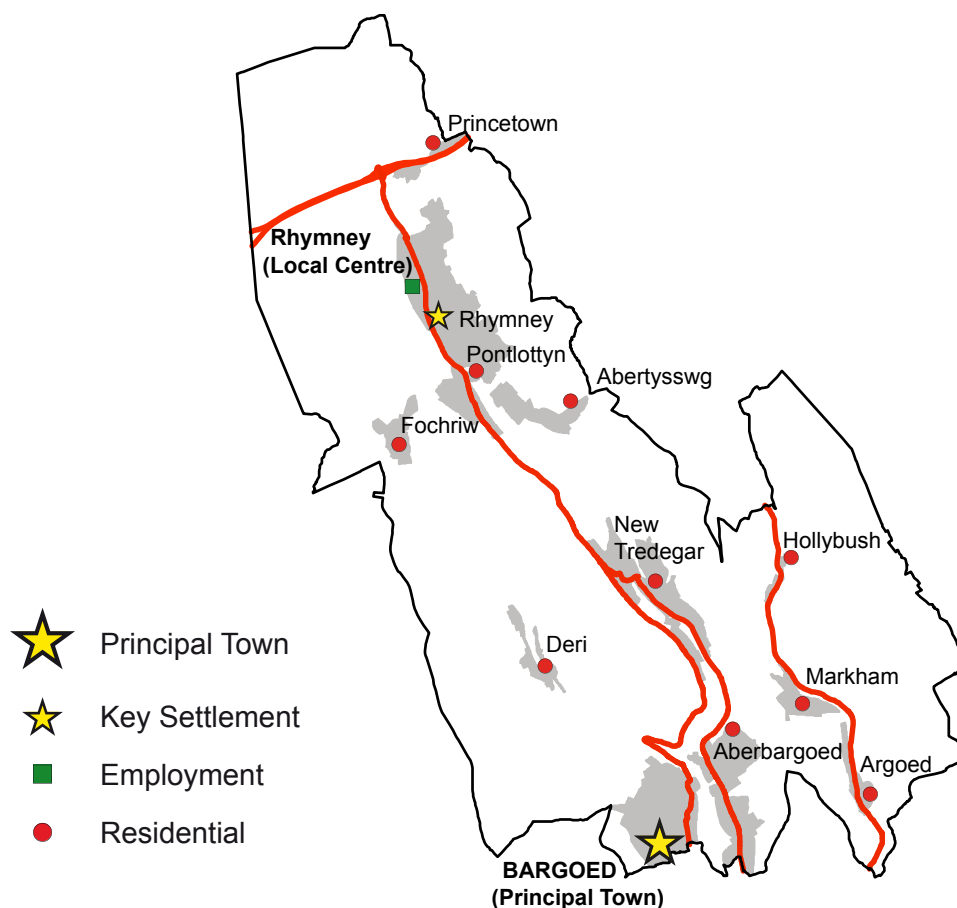 Princetown
Rhymney
(Local Centre)
Rhymney
Pontlottyn
Abertysswg
Fochriw
New
Tredegar
Hollybush
Deri
Markham
Aberbargoed
Argoed
BARGOED
(Principal Town)
Principal Town
Key Settlement
Employment
Residential